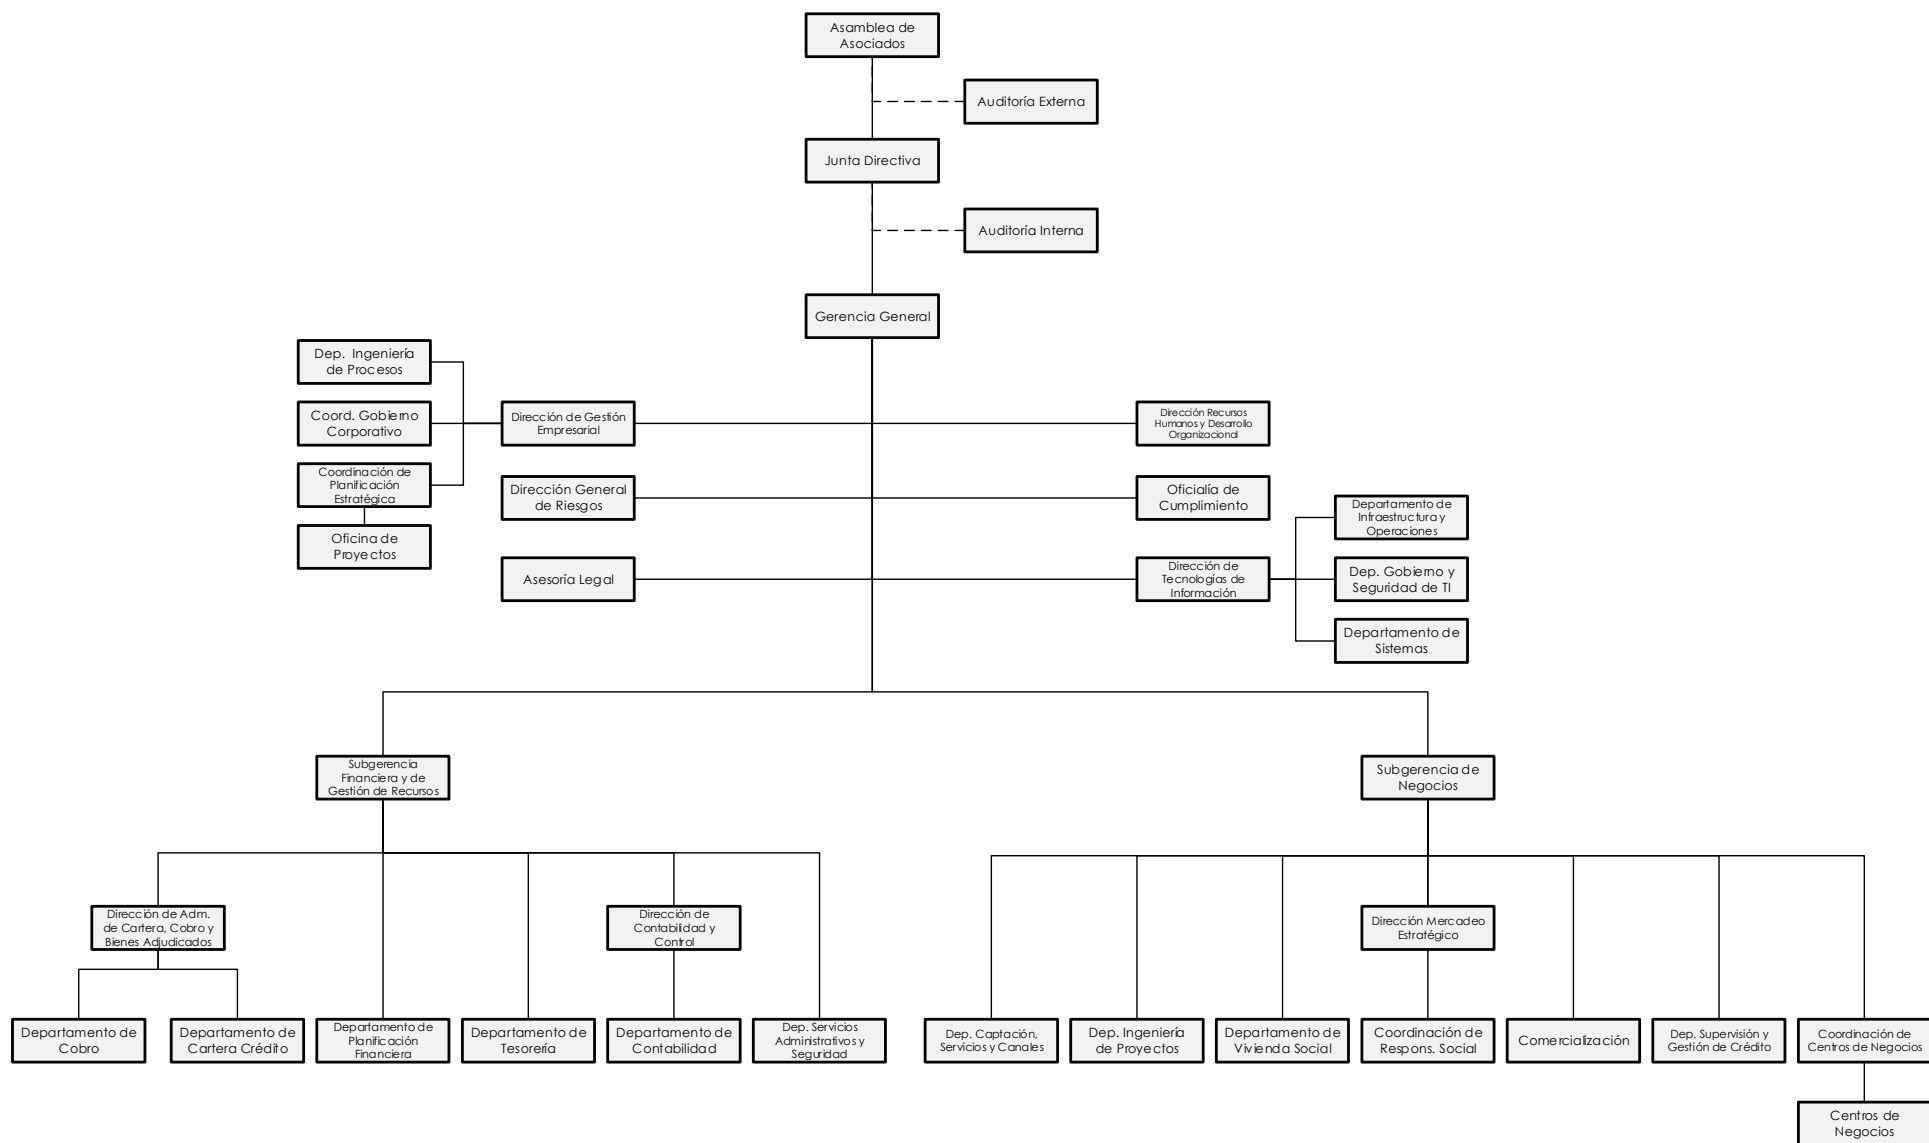 Asamblea de
Asociados
Auditoría Externa
Junta Directiva
Auditoría Interna
Gerencia General
Dep. Ingeniería
de Procesos
Coord. Gobierno
Corporativo
Coordinación de
Planificación
Estratégica
Oficina de
Proyectos
Dirección de Gestión
Empresarial
Dirección General
de Riesgos
Asesoría Legal
Dirección Recursos
Humanos y Desarrollo
Organizacional
Oficialía de
Cumplimiento
Dirección de
Tecnologías de
Información
Departamento de
Infraestructura y
Operaciones
Dep. Gobierno y
Seguridad de TI
Departamento de
Sistemas
Subgerencia
Financiera y de
Gestión de Recursos
Subgerencia de
Negocios
Dirección de Adm.
de Cartera, Cobro y
Bienes Adjudicados
Dirección de
Contabilidad y
Control
Dirección Mercadeo
Estratégico
Departamento de
Cobro
Departamento de
Cartera Crédito
Departamento de
Planificación
Financiera
Departamento de
Tesorería
Departamento de
Contabilidad
Dep. Servicios
Administrativos y
Seguridad
Dep. Captación,
Servicios y Canales
Dep. Ingeniería
de Proyectos
Departamento de
Vivienda Social
Coordinación de
Respons. Social
Comercialización
Dep. Supervisión y
Gestión de Crédito
Coordinación de
Centros de Negocios
Centros de
Negocios